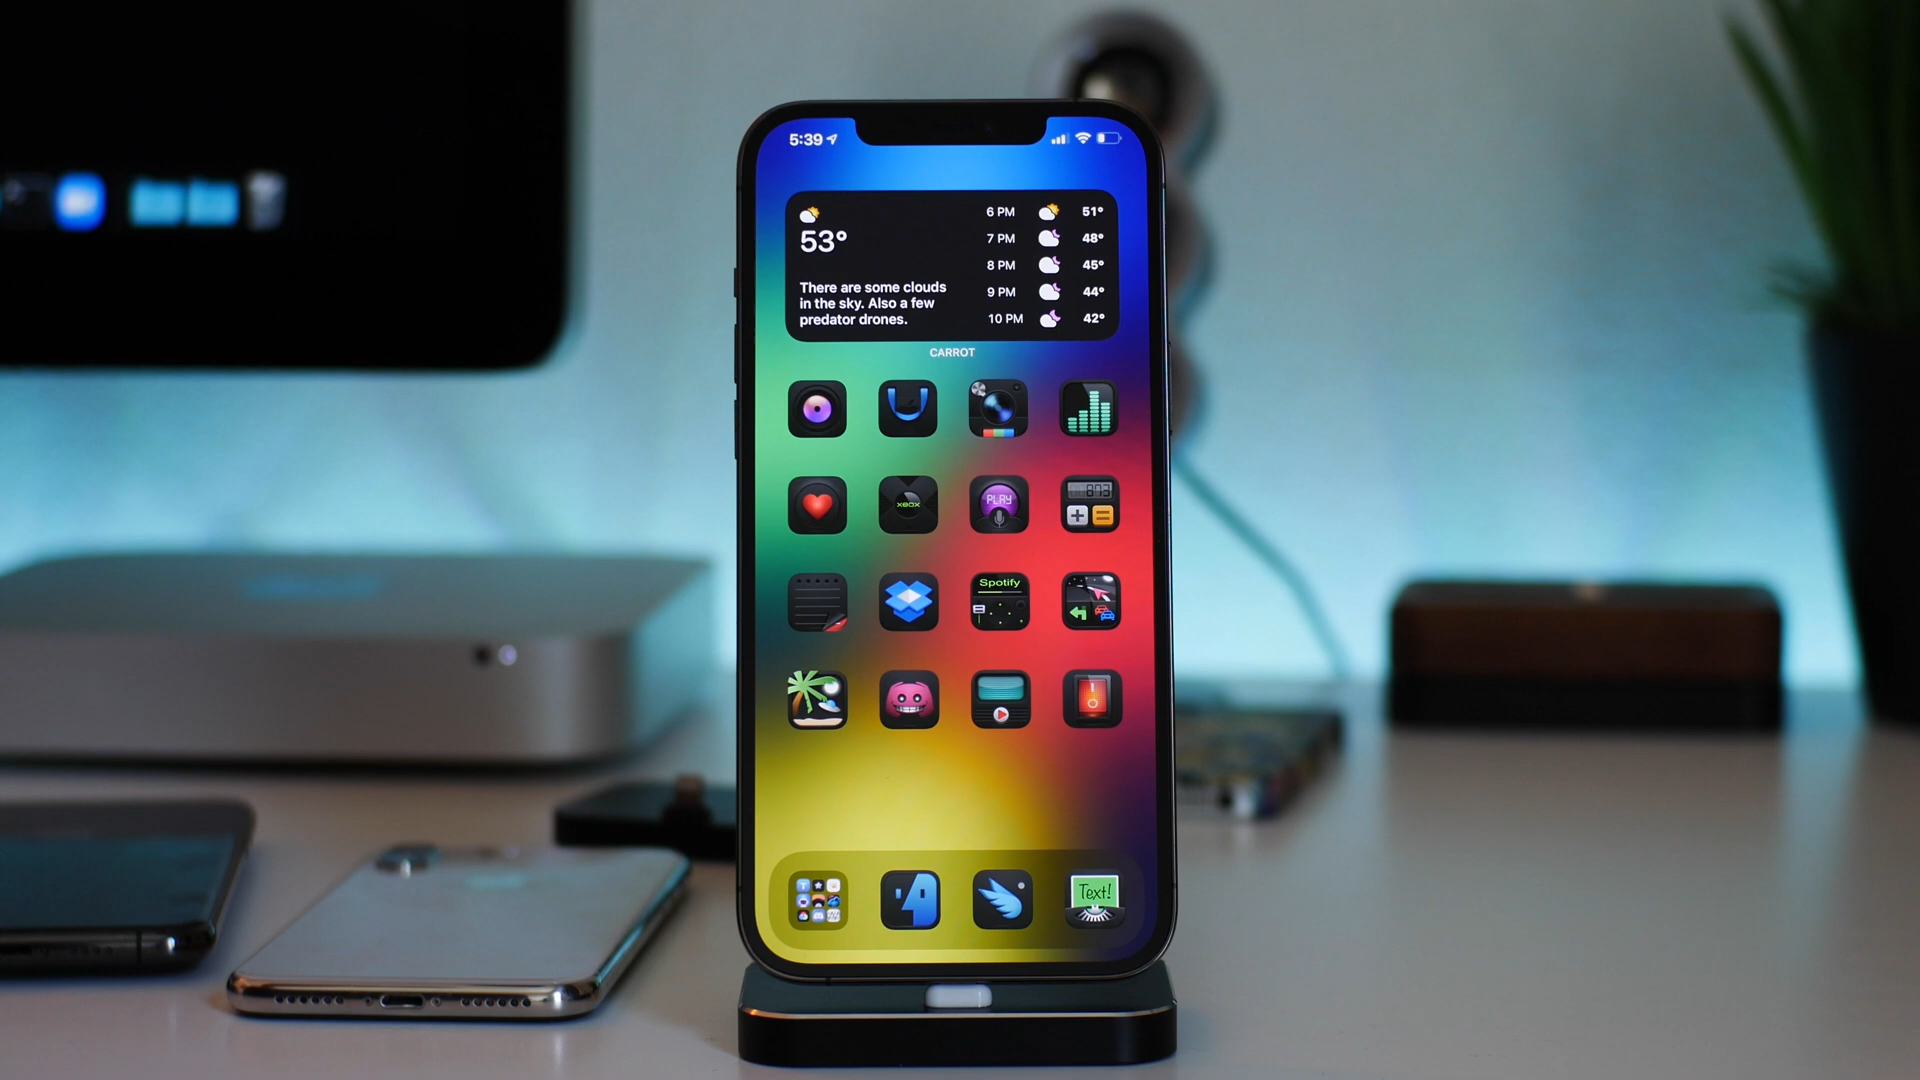 5:39
53°
There are some clouds
in the sky. Also a few
predator drones.
6 PM 51°
7 PM 48°
8 PM 45°
9 PM 44°
10 PM 42°
CARROT
XBOX
PLAY
873
+ =
Spotify
Text!